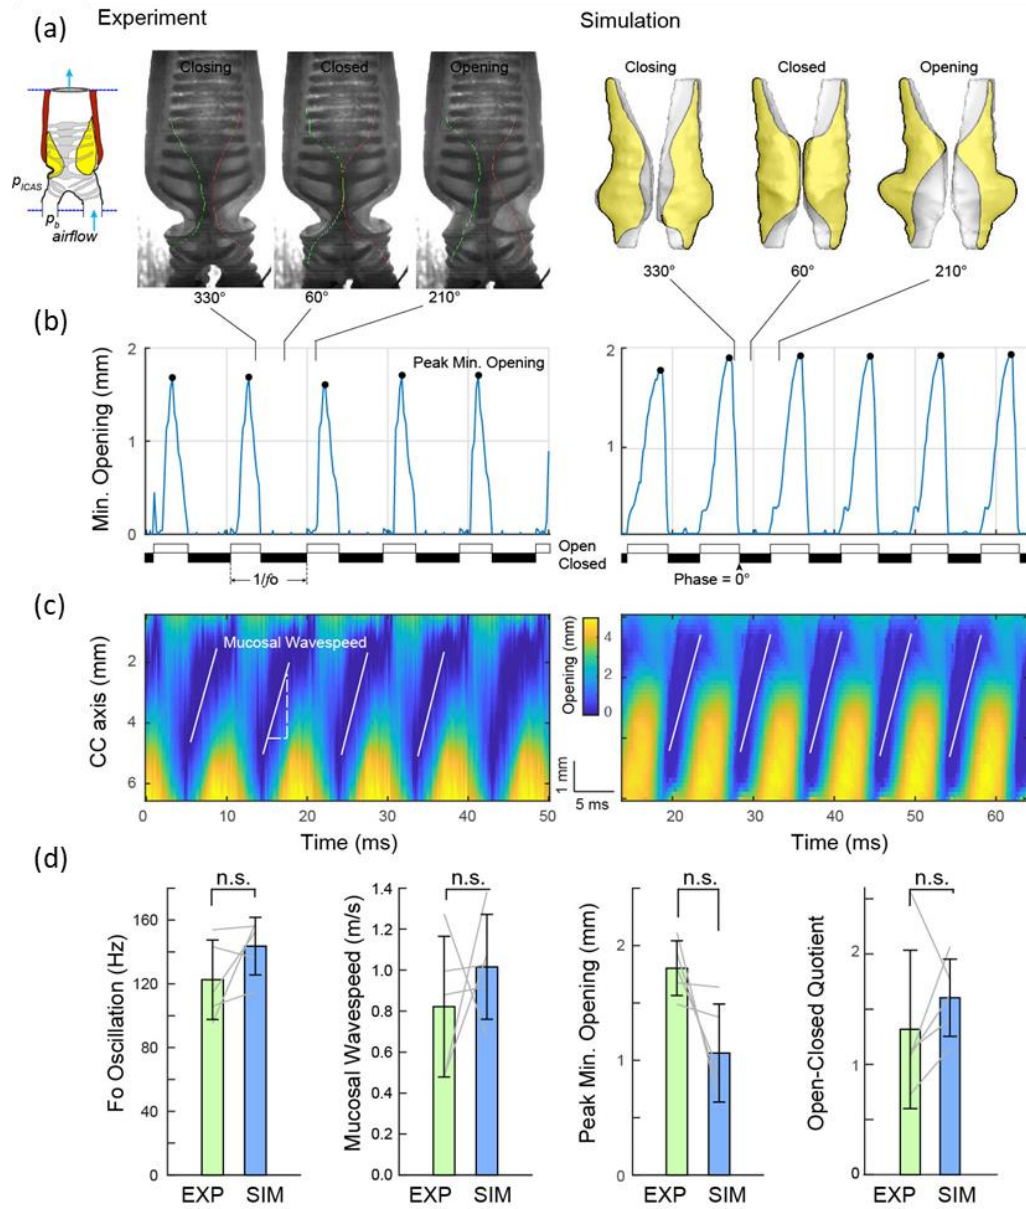 Experiment
Simulation
(a)
Closing
Closed
Opening
Closing
Closed
Opening
pICAS
pb
airflow
330°
60°
210°
330°
60°
210°
(b)
Min. Opening (mm)
2
1
0
Peak Min. Opening
2
1
0
Open
Closed
1/fo
Phase = 0°
(c)
CC axis (mm)
2
4
6
Mucosal Wavespeed
Opening (mm)
4
2
0
1 mm
5 ms
0
10
20
30
40
50
20
30
40
50
60
Time (ms)
Time (ms)
(d)
Fo Oscillation (Hz)
160
120
80
40
0
n.s.
EXP
SIM
Mucosal Wavespeed (m/s)
1.4
1.2
1.0
0.8
0.6
0.4
0.2
0.0
n.s.
EXP
SIM
Peak Min. Opening (mm)
2
1
0
n.s.
EXP
SIM
Open-Closed Quotient
2
1
0
n.s.
EXP
SIM